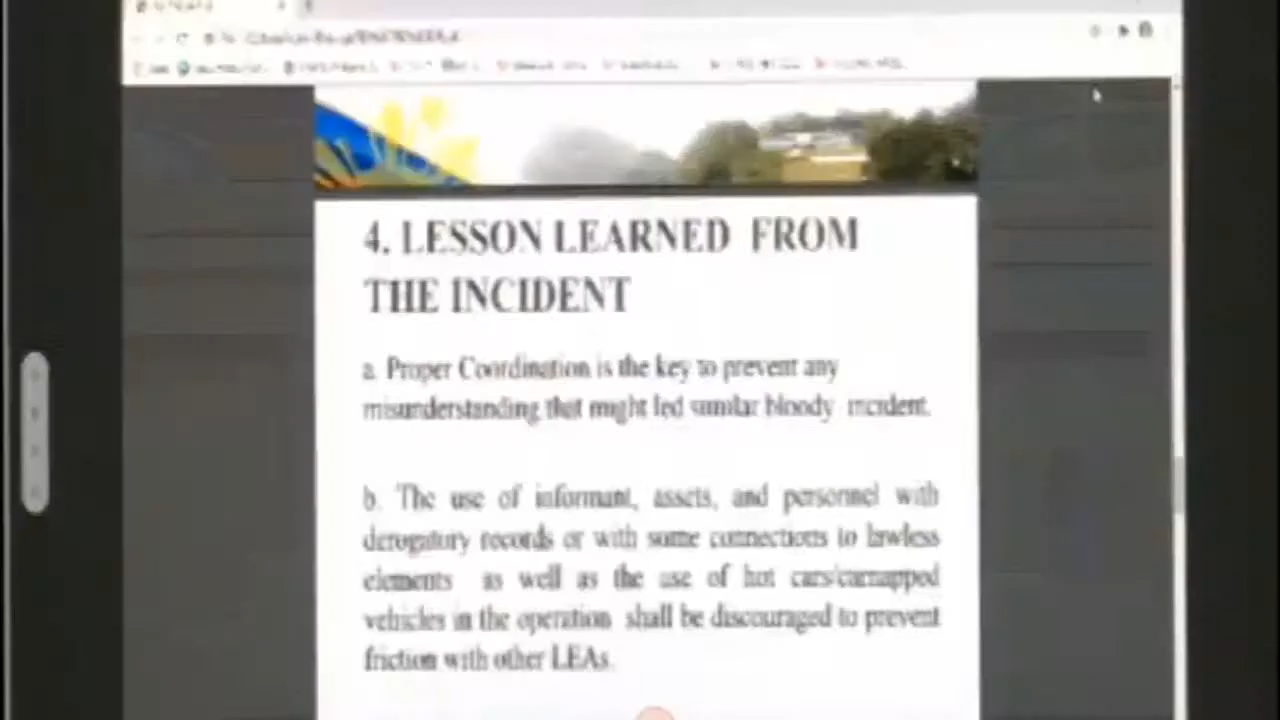 4. LESSON LEARNED FROM
THE INCIDENT
a. Proper Coordination is the key to prevent any
misunderstanding that might led similar bloody incident.
b. The use of informant, assets, and personnel with
derogatory records or with some connections to lawless
elements as well as the use of hot cars/carnapped
vehicles in the operation shall be discouraged to prevent
friction with other LEAs.